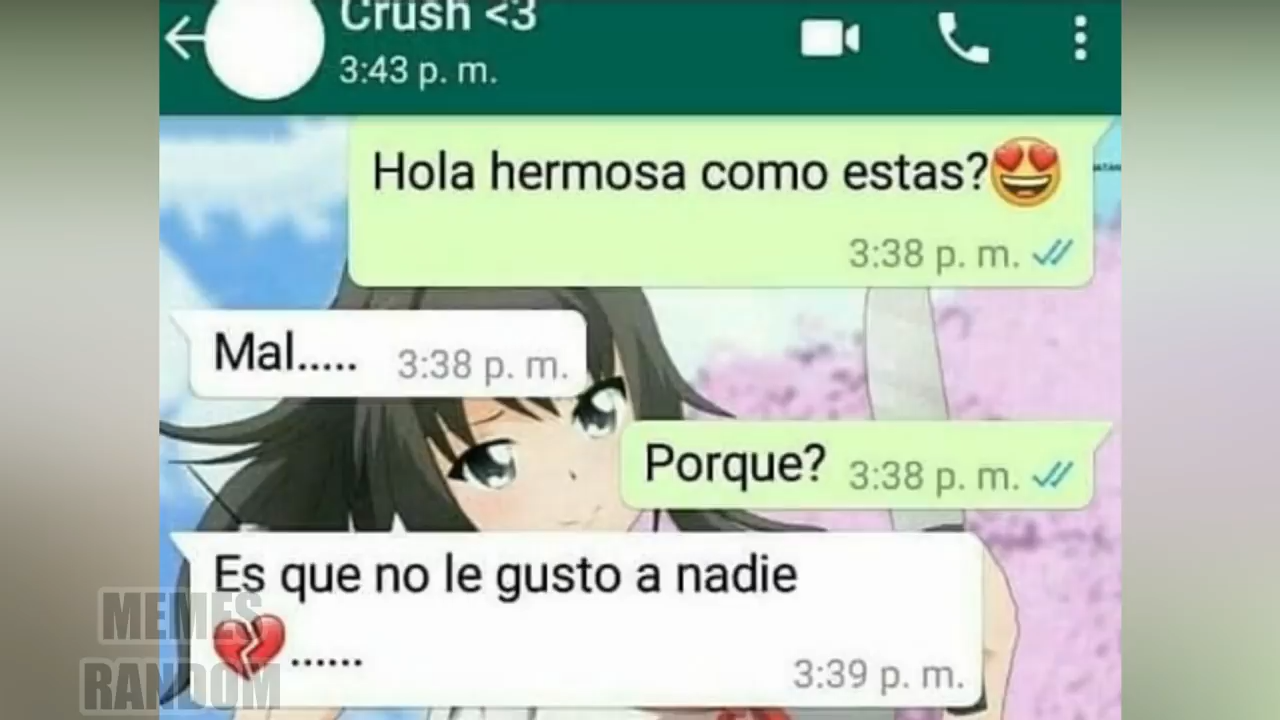 Crush <3
3:43 p. m.
Hola hermosa como estas?😍
3:38 p. m.
Mal..... 3:38 p. m.
Porque? 3:38 p. m.
Es que no le gusto a nadie
💔......
3:39 p. m.
MEMES
RANDOM